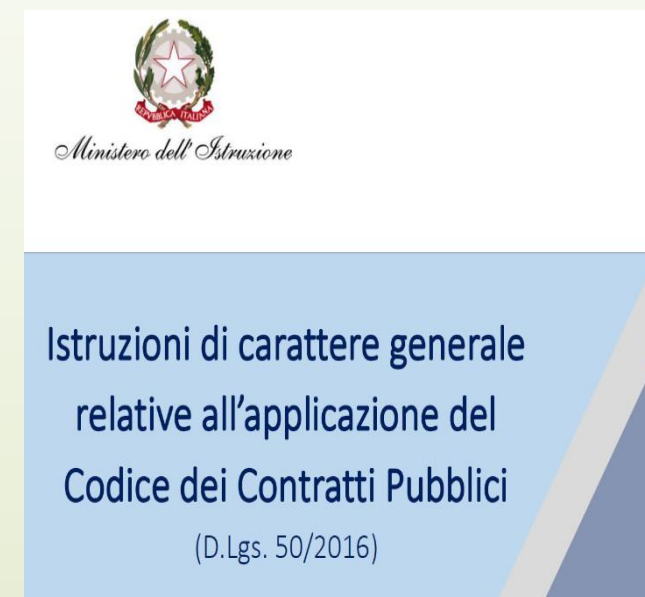 REPVBBLICA ITALIANA
Ministero dell' Istruzione
Istruzioni di carattere generale
relative all’applicazione del
Codice dei Contratti Pubblici
(D.Lgs. 50/2016)